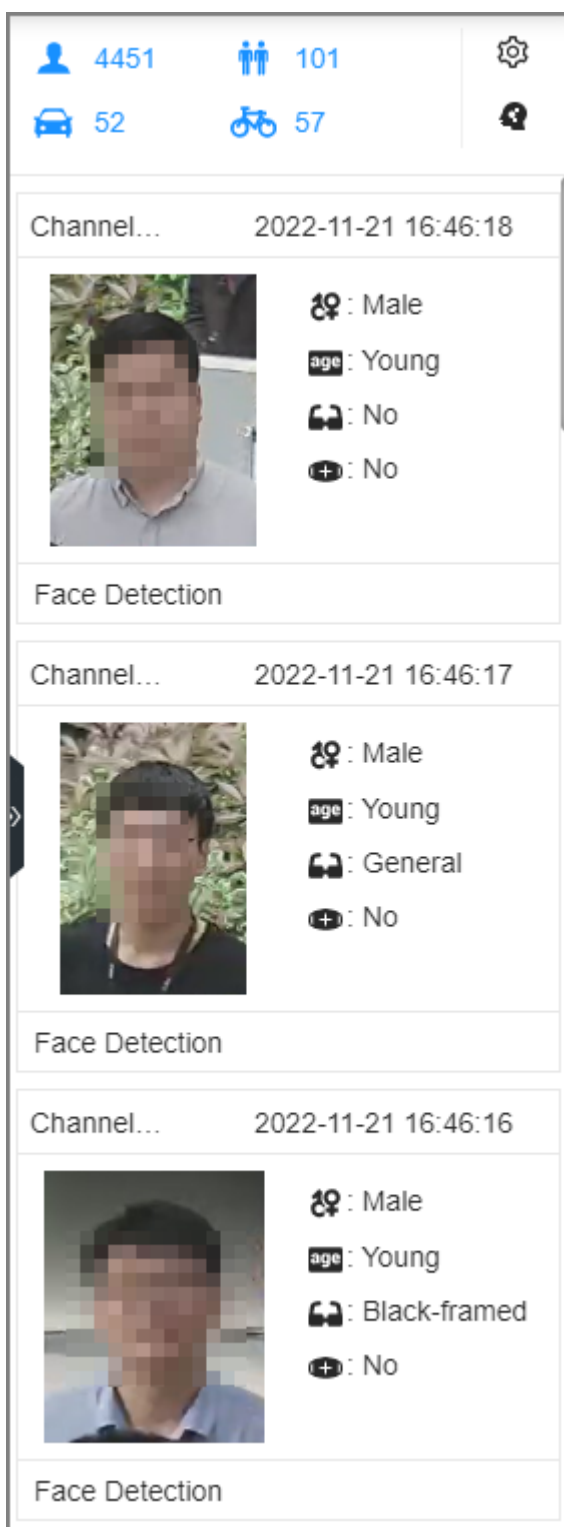 4451 101
52 57
Channel... 2022-11-21 16:46:18
: Male
age : Young
: No
: No
Face Detection
Channel... 2022-11-21 16:46:17
: Male
age : Young
: General
: No
Face Detection
Channel... 2022-11-21 16:46:16
: Male
age : Young
: Black-framed
: No
Face Detection